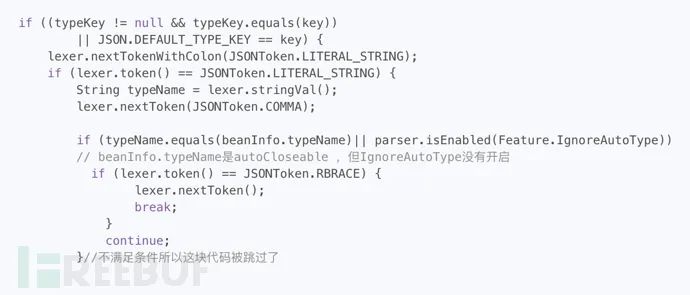 if ((typeKey != null && typeKey.equals(key))
        || JSON.DEFAULT_TYPE_KEY == key) {
    lexer.nextTokenWithColon(JSONToken.LITERAL_STRING);
    if (lexer.token() == JSONToken.LITERAL_STRING) {
        String typeName = lexer.stringVal();
        lexer.nextToken(JSONToken.COMMA);

        if (typeName.equals(beanInfo.typeName)|| parser.isEnabled(Feature.IgnoreAutoType))
        // beanInfo.typeName是autoCloseable ，但IgnoreAutoType没有开启
          if (lexer.token() == JSONToken.RBRACE) {
                lexer.nextToken();
                break;
            }
            continue;
        }//不满足条件所以这块代码被跳过了
FREEBUF